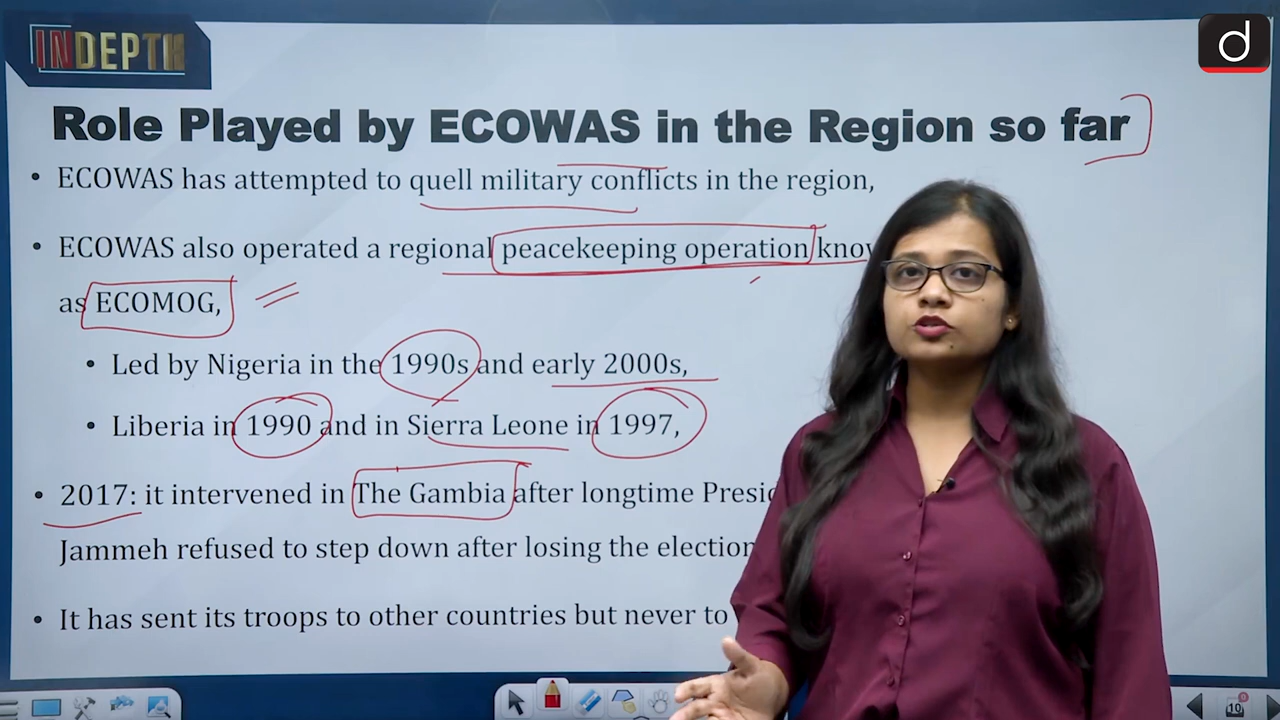 INDEPTH
d
Role Played by ECOWAS in the Region so far
• ECOWAS has attempted to quell military conflicts in the region,
• ECOWAS also operated a regional peacekeeping operation
as ECOMOG,
• Led by Nigeria in the 1990s and early 2000s,
• Liberia in 1990 and in Sierra Leone in 1997,
• 2017: it intervened in The Gambia after longtime
Jammeh refused to step down after losing the election
• It has sent its troops to other countries but never to
10